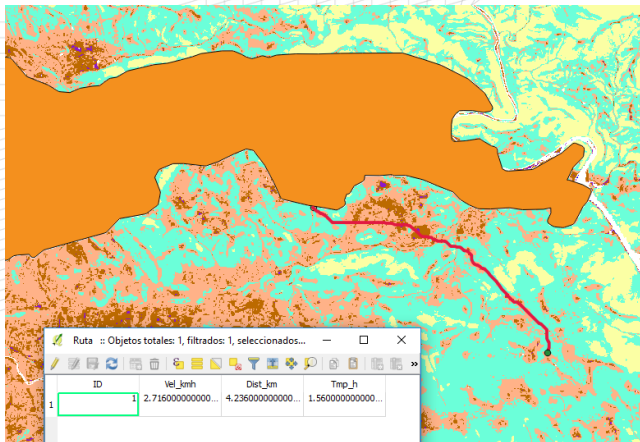 Ruta :: Objetos totales: 1, filtrados: 1, seleccionados...
ID Vel_kmh Dist_km Tmp_h
1 1 2.716000000000... 4.236000000000... 1.560000000000...